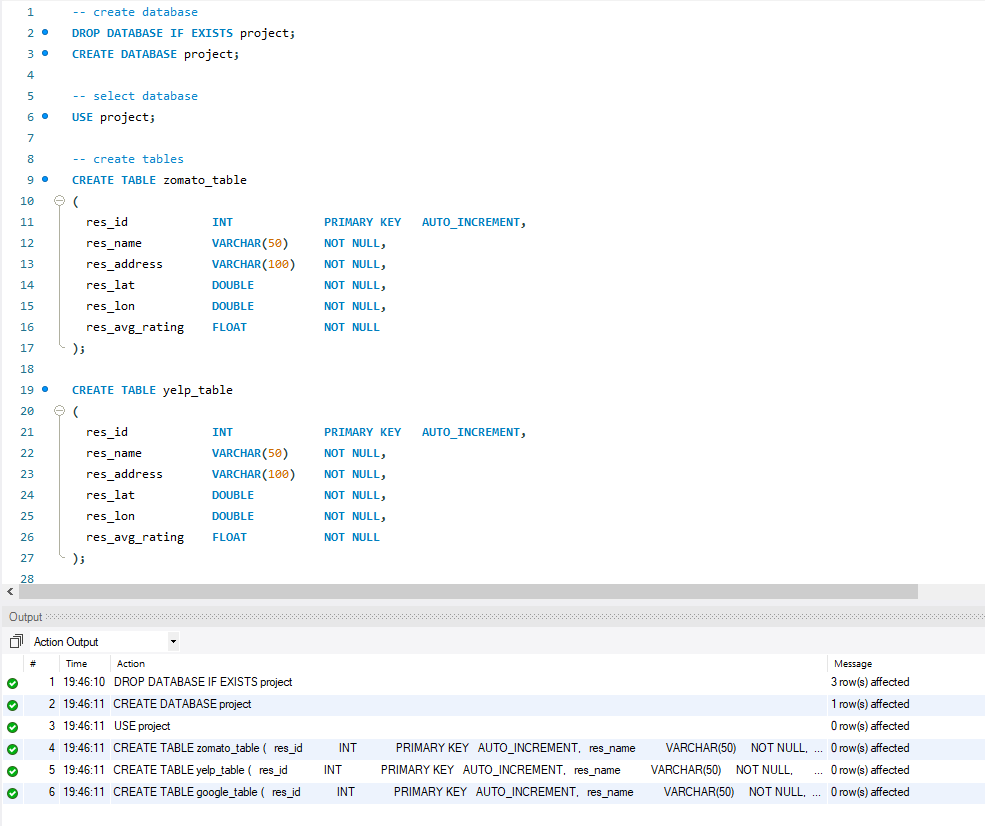 1 -- create database
2 DROP DATABASE IF EXISTS project;
3 CREATE DATABASE project;
4
5 -- select database
6 USE project;
7
8 -- create tables
9 CREATE TABLE zomato_table
10 (
11 res_id INT PRIMARY KEY AUTO_INCREMENT,
12 res_name VARCHAR(50) NOT NULL,
13 res_address VARCHAR(100) NOT NULL,
14 res_lat DOUBLE NOT NULL,
15 res_lon DOUBLE NOT NULL,
16 res_avg_rating FLOAT NOT NULL
17 );
18
19 CREATE TABLE yelp_table
20 (
21 res_id INT PRIMARY KEY AUTO_INCREMENT,
22 res_name VARCHAR(50) NOT NULL,
23 res_address VARCHAR(100) NOT NULL,
24 res_lat DOUBLE NOT NULL,
25 res_lon DOUBLE NOT NULL,
26 res_avg_rating FLOAT NOT NULL
27 );
28
Output
Action Output
# Time Action Message
1 19:46:10 DROP DATABASE IF EXISTS project 3 row(s) affected
2 19:46:11 CREATE DATABASE project 1 row(s) affected
3 19:46:11 USE project 0 row(s) affected
4 19:46:11 CREATE TABLE zomato_table ( res_id INT PRIMARY KEY AUTO_INCREMENT, res_name VARCHAR(50) NOT NULL, ... 0 row(s) affected
5 19:46:11 CREATE TABLE yelp_table ( res_id INT PRIMARY KEY AUTO_INCREMENT, res_name VARCHAR(50) NOT NULL, ... 0 row(s) affected
6 19:46:11 CREATE TABLE google_table ( res_id INT PRIMARY KEY AUTO_INCREMENT, res_name VARCHAR(50) NOT NULL, ... 0 row(s) affected